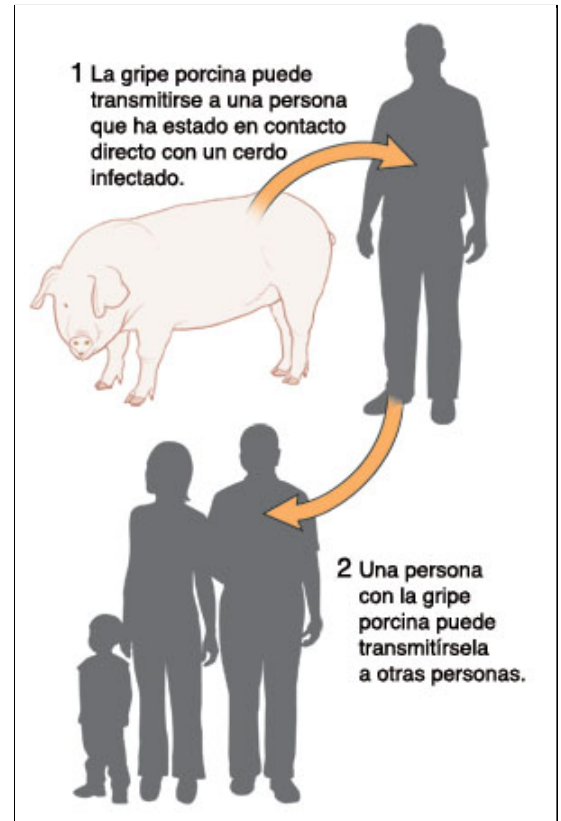 1 La gripe porcina puede
transmitirse a una persona
que ha estado en contacto
directo con un cerdo
infectado.
2 Una persona
con la gripe
porcina puede
transmitírsela
a otras personas.